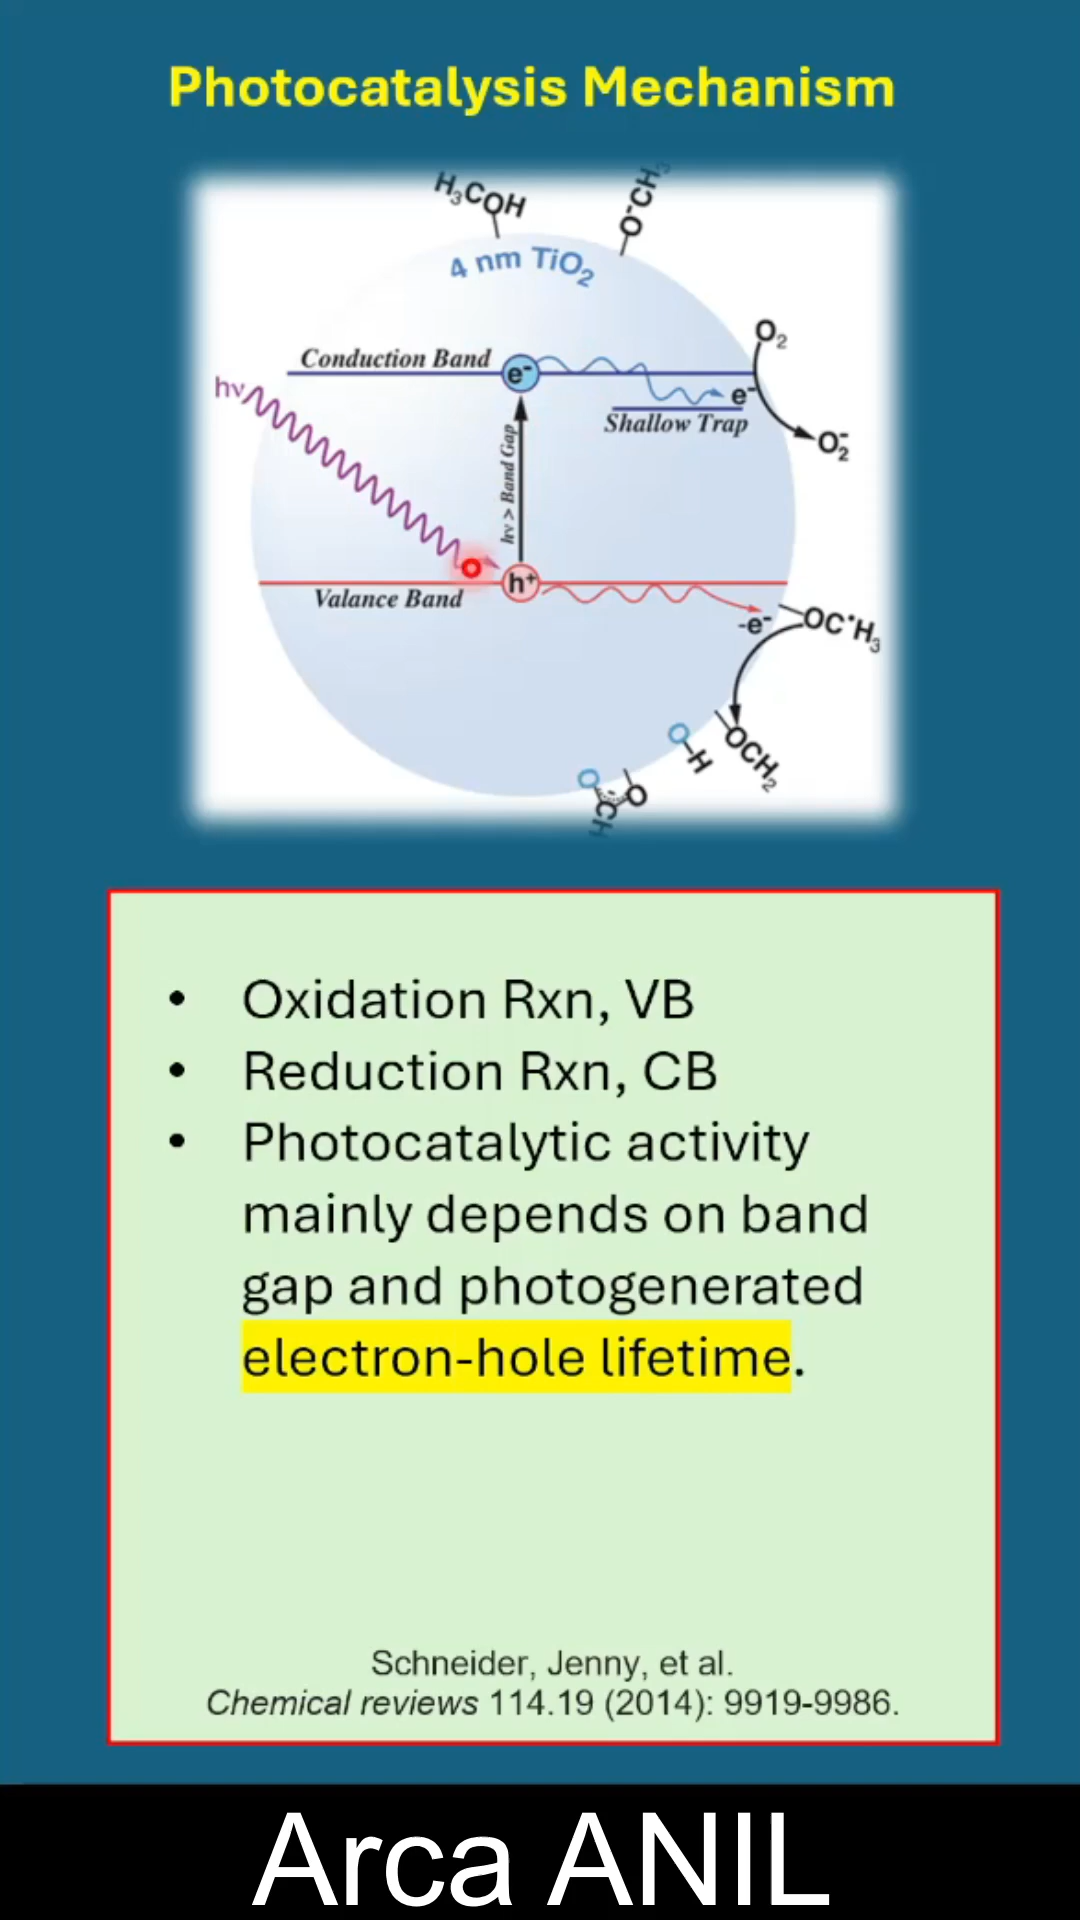 Photocatalysis Mechanism
H₃COH
O-CH₃
4 nm TiO₂
O₂
Conduction Band
e⁻
hν
e⁻
Shallow Trap
O₂⁻
hν > Band Gap
h⁺
Valance Band
-e⁻
OC•H₃
O-H
OCH₂
O
CH
O
• Oxidation Rxn, VB
• Reduction Rxn, CB
• Photocatalytic activity
mainly depends on band
gap and photogenerated
electron-hole lifetime.
Schneider, Jenny, et al.
Chemical reviews 114.19 (2014): 9919-9986.
Arca ANIL